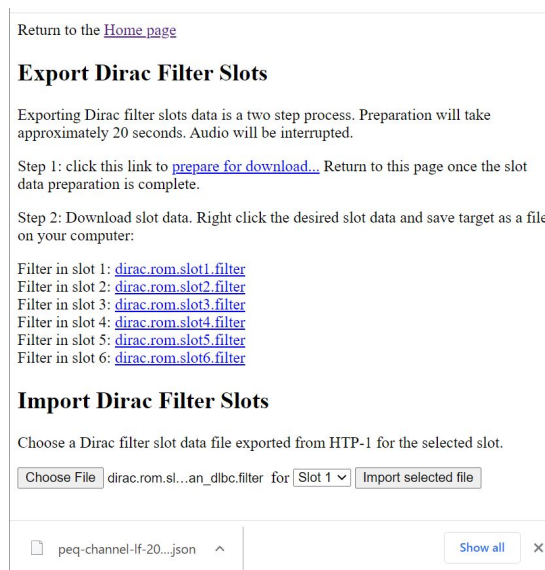 Return to the Home page
Export Dirac Filter Slots
Exporting Dirac filter slots data is a two step process. Preparation will take
approximately 20 seconds. Audio will be interrupted.
Step 1: click this link to prepare for download... Return to this page once the slot
data preparation is complete.
Step 2: Download slot data. Right click the desired slot data and save target as a file
on your computer:
Filter in slot 1: dirac.rom.slot1.filter
Filter in slot 2: dirac.rom.slot2.filter
Filter in slot 3: dirac.rom.slot3.filter
Filter in slot 4: dirac.rom.slot4.filter
Filter in slot 5: dirac.rom.slot5.filter
Filter in slot 6: dirac.rom.slot6.filter
Import Dirac Filter Slots
Choose a Dirac filter slot data file exported from HTP-1 for the selected slot.
Choose File dirac.rom.sl...an_dlbc.filter for Slot 1 Import selected file
peq-channel-lf-20....json Show all